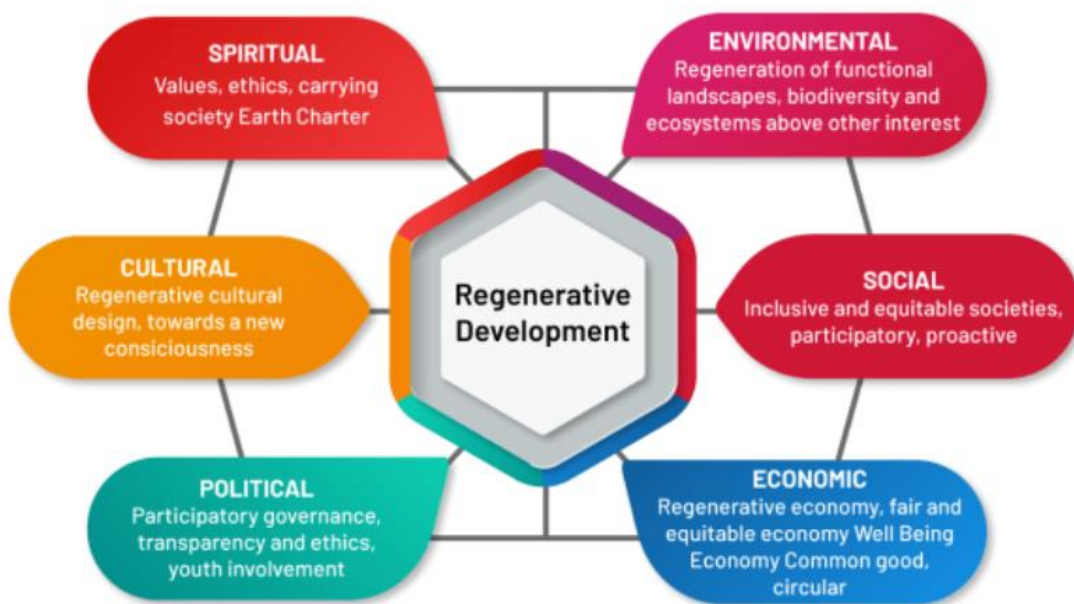 SPIRITUAL
Values, ethics, carrying
society Earth Charter
ENVIRONMENTAL
Regeneration of functional
landscapes, biodiversity and
ecosystems above other interest
CULTURAL
Regenerative cultural
design, towards a new
consiciousness
Regenerative
Development
SOCIAL
Inclusive and equitable societies,
participatory, proactive
POLITICAL
Participatory governance,
transparency and ethics,
youth involvement
ECONOMIC
Regenerative economy, fair and
equitable economy Well Being
Economy Common good,
circular